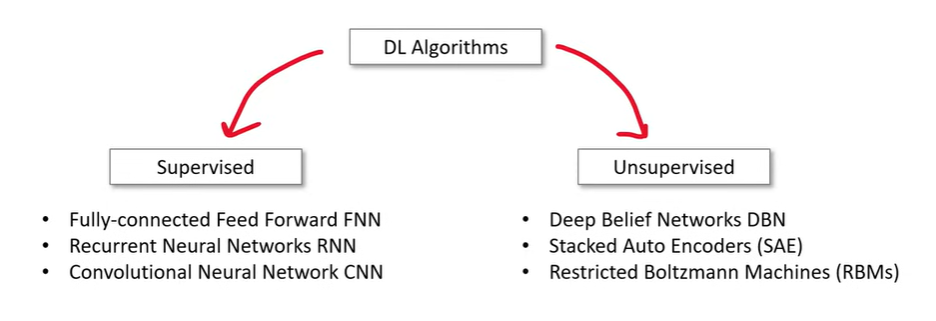 DL Algorithms
Supervised
• Fully-connected Feed Forward FNN
• Recurrent Neural Networks RNN
• Convolutional Neural Network CNN
Unsupervised
• Deep Belief Networks DBN
• Stacked Auto Encoders (SAE)
• Restricted Boltzmann Machines (RBMs)